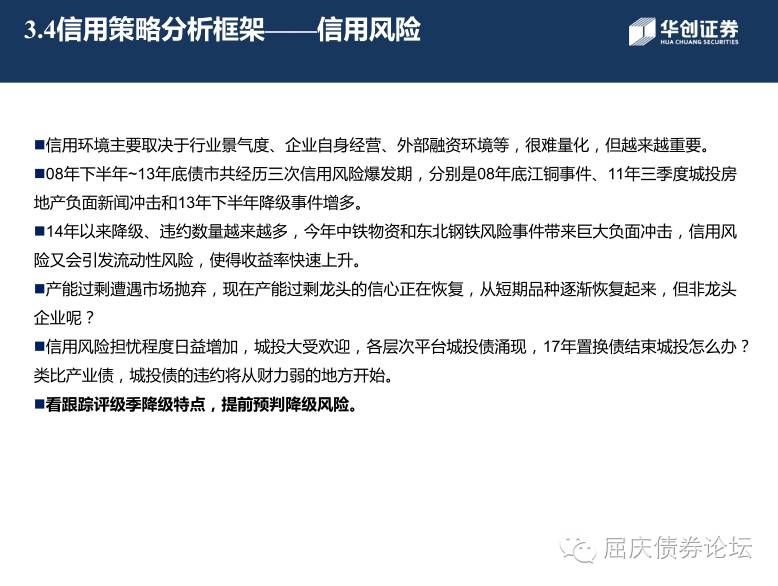 3.4信用策略分析框架——信用风险
华创证券
HUA CHUANG SECURITIES
■信用环境主要取决于行业景气度、企业自身经营、外部融资环境等，很难量化，但越来越重要。
■08年下半年~13年底债市共经历三次信用风险爆发期，分别是08年底江铜事件、11年三季度城投房
地产负面新闻冲击和13年下半年降级事件增多。
■14年以来降级、违约数量越来越多，今年中铁物资和东北钢铁风险事件带来巨大负面冲击，信用风
险又会引发流动性风险，使得收益率快速上升。
■产能过剩遭遇市场抛弃，现在产能过剩龙头的信心正在恢复，从短期品种逐渐恢复起来，但非龙头
企业呢？
■信用风险担忧程度日益增加，城投大受欢迎，各层次平台城投债涌现，17年置换债结束城投怎么办？
类比产业债，城投债的违约将从财力弱的地方开始。
■看跟踪评级季降级特点，提前预判降级风险。
屈庆债券论坛